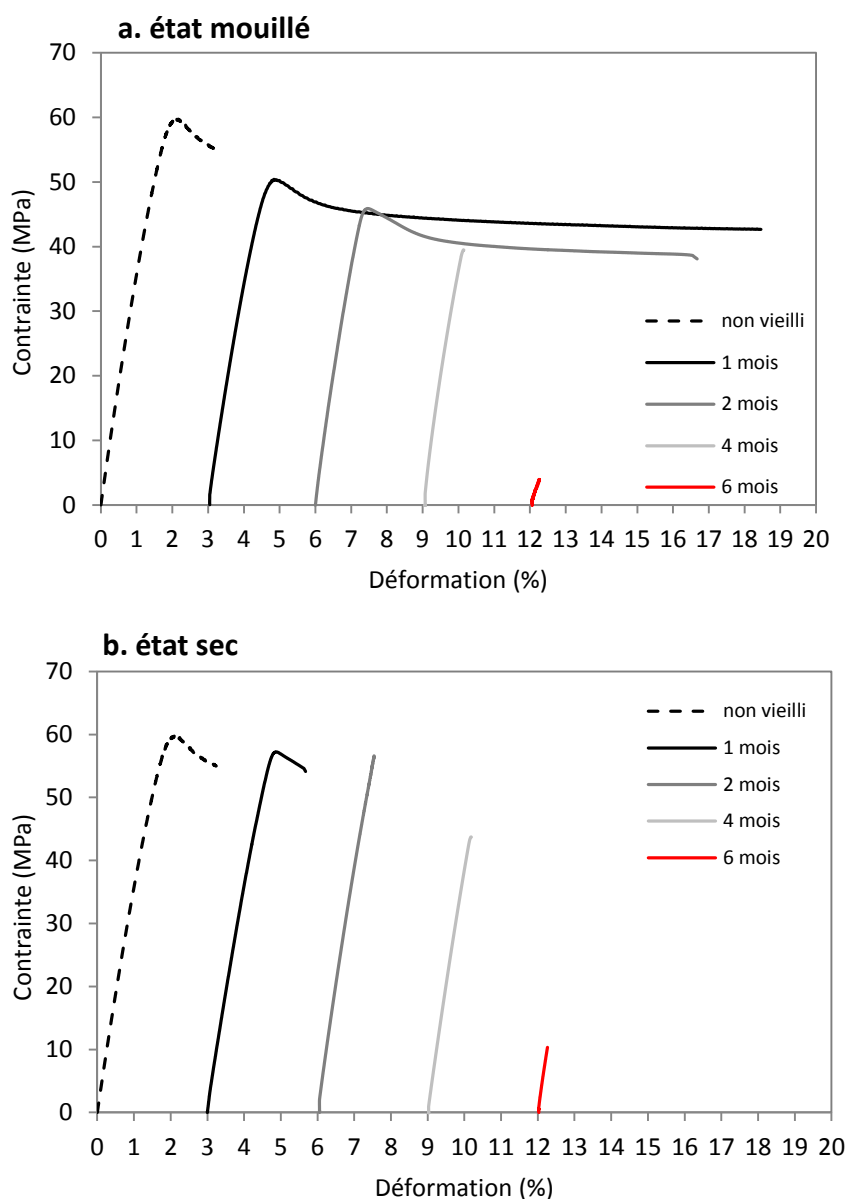 a. état mouillé
70
60
50
40
30
20
10
0
Contrainte (MPa)
non vieilli
1 mois
2 mois
4 mois
6 mois
0 1 2 3 4 5 6 7 8 9 10 11 12 13 14 15 16 17 18 19 20
Déformation (%)
b. état sec
70
60
50
40
30
20
10
0
Contrainte (MPa)
non vieilli
1 mois
2 mois
4 mois
6 mois
0 1 2 3 4 5 6 7 8 9 10 11 12 13 14 15 16 17 18 19 20
Déformation (%)